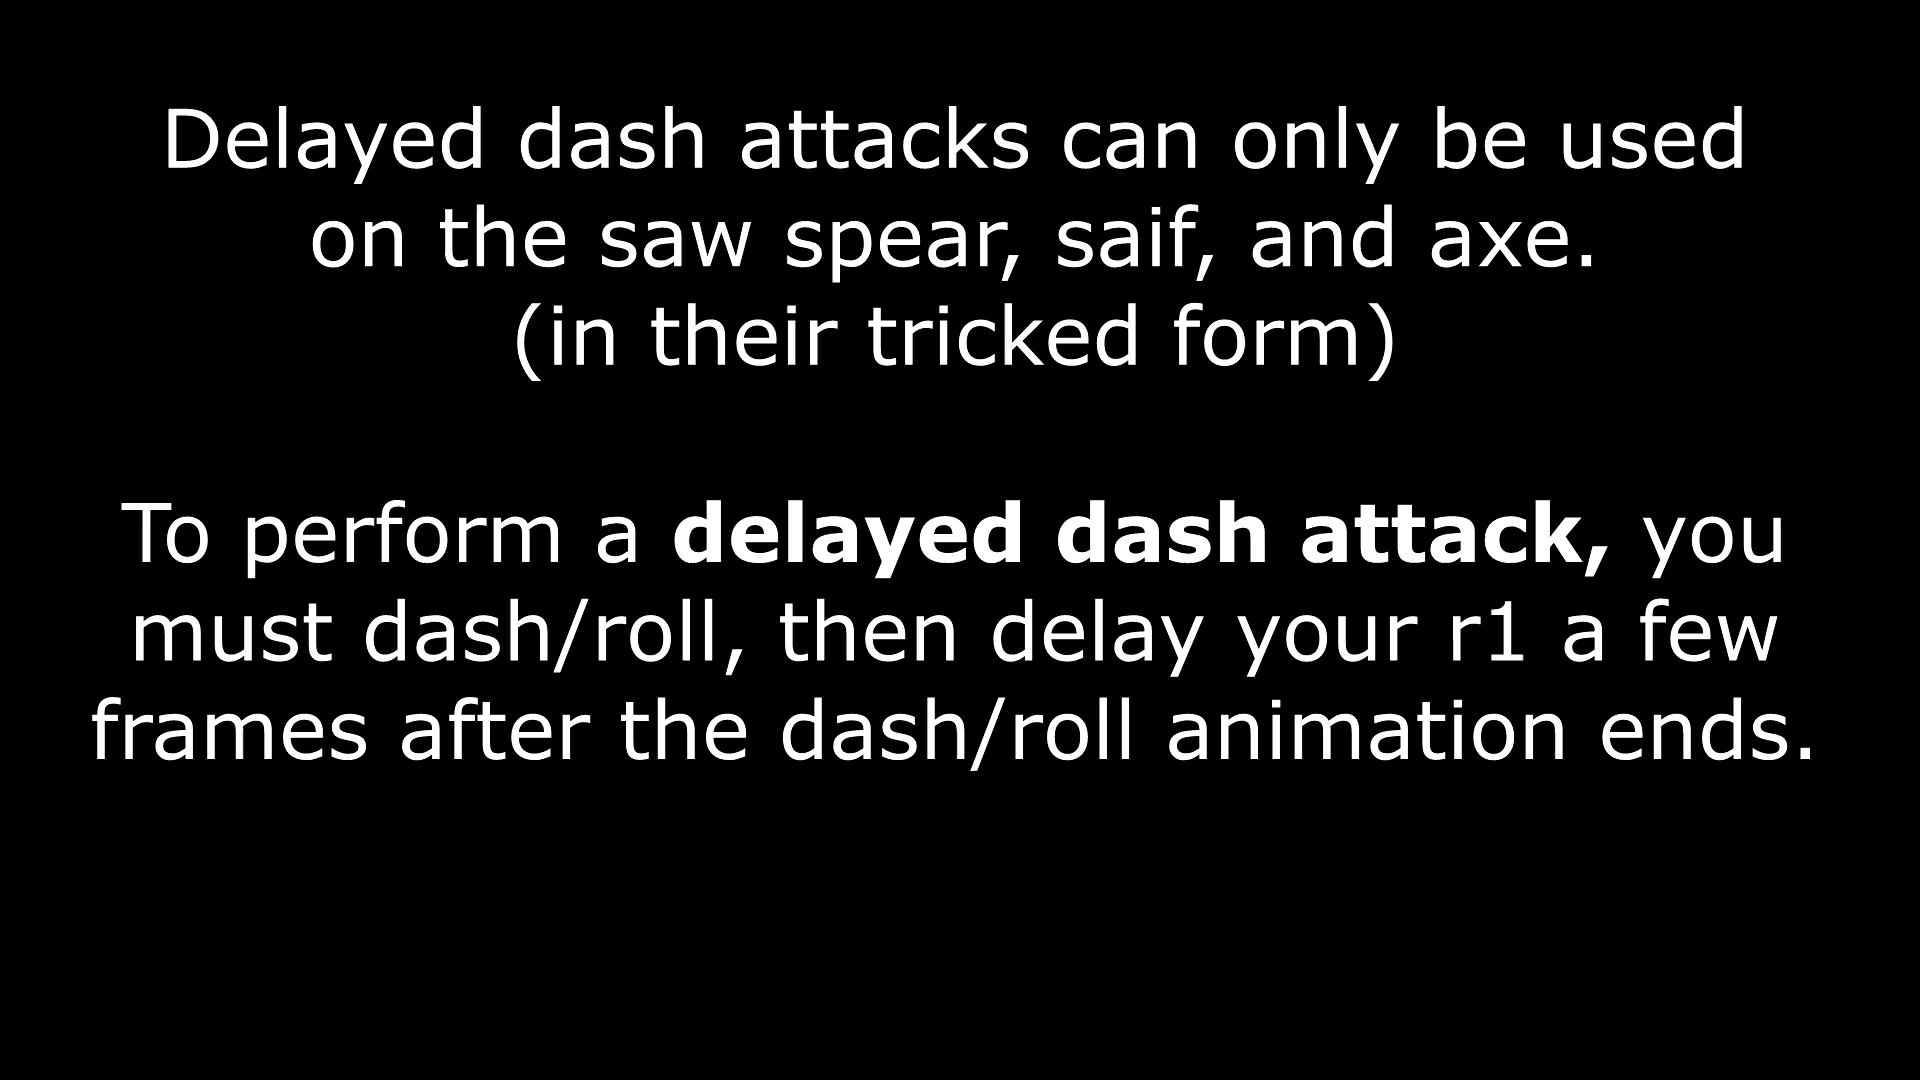 Delayed dash attacks can only be used
on the saw spear, saif, and axe.
(in their tricked form)
To perform a delayed dash attack, you
must dash/roll, then delay your r1 a few
frames after the dash/roll animation ends.